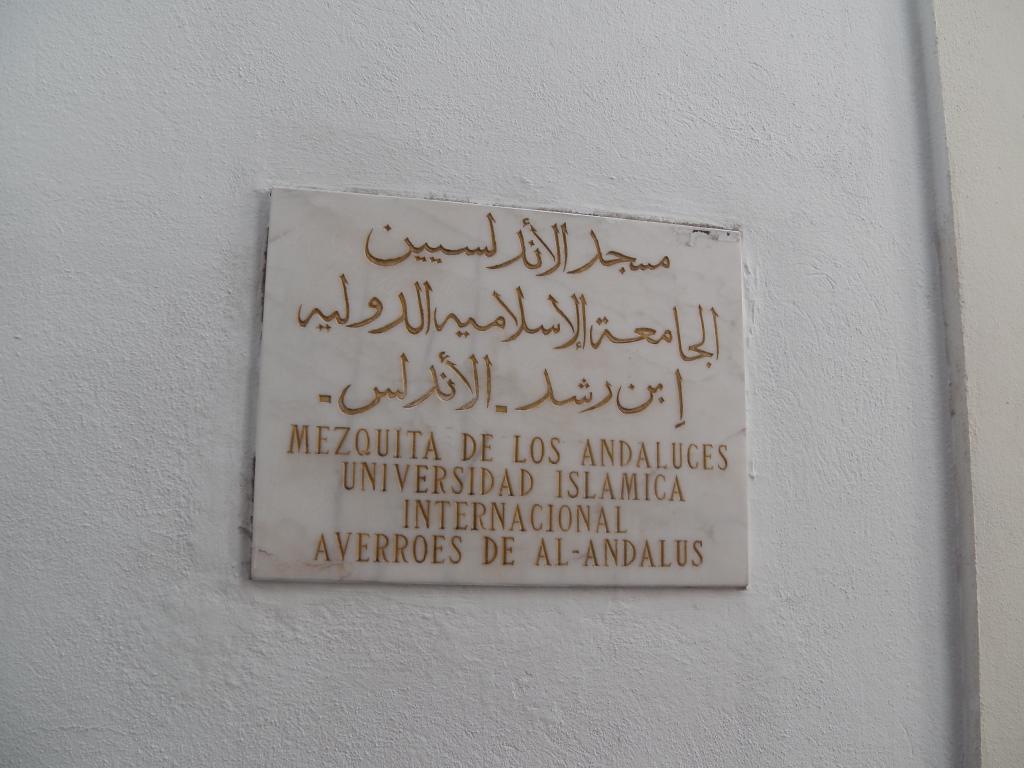 مسجد الأندلسيين
الجامعة الإسلاميه الدوليه
إبن رشد - الأندلس -
MEZQUITA DE LOS ANDALUCES
UNIVERSIDAD ISLAMICA
INTERNACIONAL
AVERROES DE AL-ANDALUS